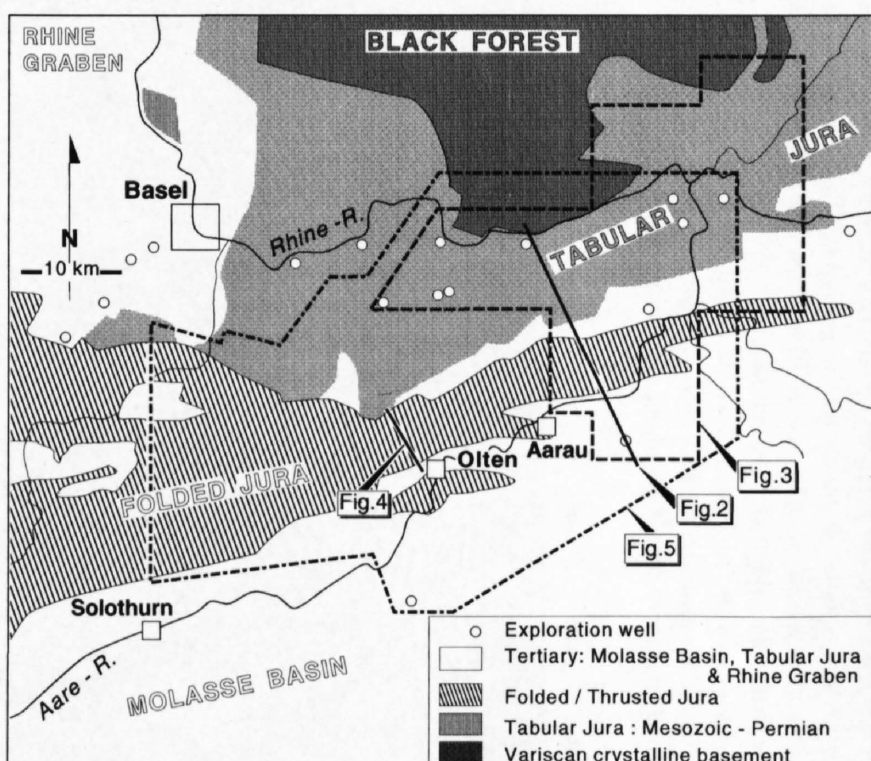 RHINE
GRABEN
BLACK FOREST
JURA
Basel
Rhine -R.
TABULAR
N
10 km
FOLDED JURA
Fig.4
Olten
Aarau
Fig.3
Fig.2
Fig.5
Solothurn
Aare - R.
MOLASSE BASIN
Exploration well
Tertiary: Molasse Basin, Tabular Jura
& Rhine Graben
Folded / Thrusted Jura
Tabular Jura : Mesozoic - Permian
Variscan crystalline basement